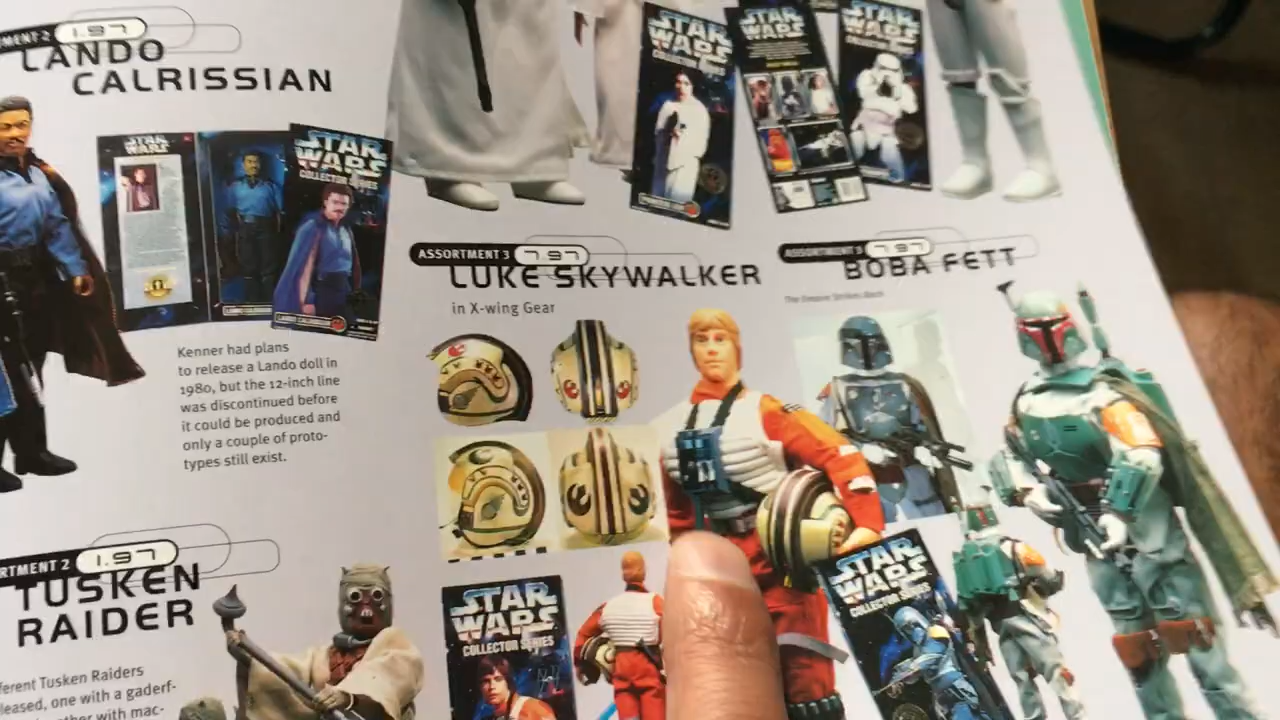 MENT 2 1.97
LANDO
CALRISSIAN
STAR
WARS
STAR
WARS
COLLECTOR SERIES
Kenner had plans
to release a Lando doll in
1980, but the 12-inch line
was discontinued before
it could be produced and
only a couple of proto-
types still exist.
STAR
WARS
COLLECTOR SERIES
STAR
WARS
STAR
WARS
ASSORTMENT 3 7.97
LUKE SKYWALKER
in X-wing Gear
STAR
WARS
COLLECTOR SERIES
ASSORTMENT 3 7.97
BOBA FETT
The Empire Strikes Back
STAR
WARS
COLLECTOR SERIES
RTMENT 2 1.97
TUSKEN
RAIDER
ferent Tusken Raiders
leased, one with a gaderf-
other with mac-